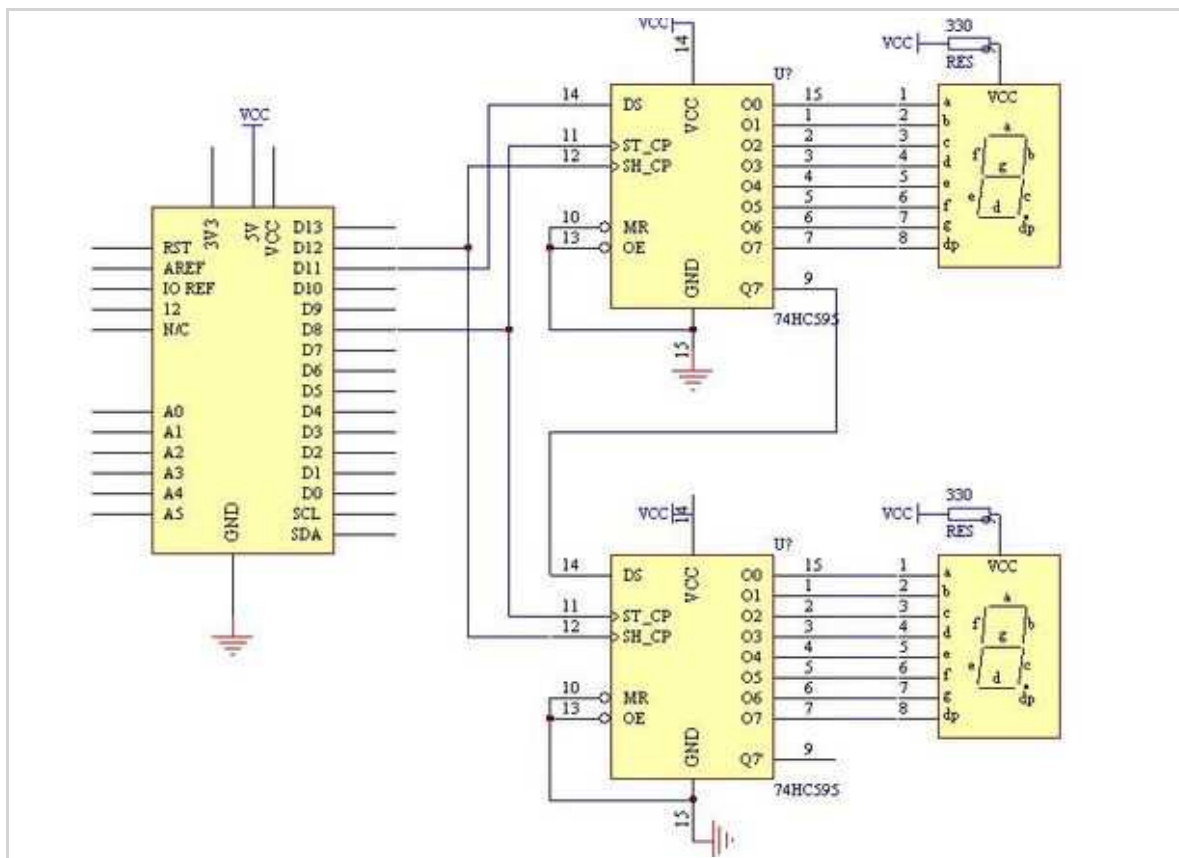 VCC
14
VCC
330
RES
U?
14
DS
VCC
O0
15
1
a
VCC
O1
1
2
b
11
ST_CP
O2
2
3
c
12
SH_CP
O3
3
4
d
O4
4
5
e
O5
5
6
f
10
MR
O6
6
7
g
13
OE
O7
7
8
dp
a
f
b
g
e
c
d
dp
GND
Q7'
9
74HC595
15
VCC
3V3
5V
VCC
D13
RST
D12
AREF
D11
IO REF
D10
12
D9
N/C
D8
D7
D6
D5
A0
D4
A1
D3
A2
D2
A3
D1
A4
D0
A5
SCL
GND
SDA
VCC
14
VCC
330
RES
U?
14
DS
VCC
O0
15
1
a
VCC
O1
1
2
b
11
ST_CP
O2
2
3
c
12
SH_CP
O3
3
4
d
O4
4
5
e
O5
5
6
f
10
MR
O6
6
7
g
13
OE
O7
7
8
dp
a
f
b
g
e
c
d
dp
GND
Q7'
9
74HC595
15